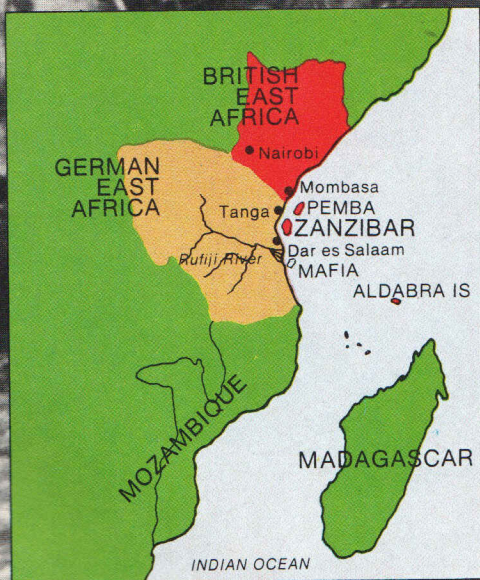 BRITISH
EAST
AFRICA
Nairobi
GERMAN
EAST
AFRICA
Mombasa
Tanga
PEMBA
ZANZIBAR
Dar es Salaam
Rufiji River
MAFIA
ALDABRA IS
MOZAMBIQUE
MADAGASCAR
INDIAN OCEAN